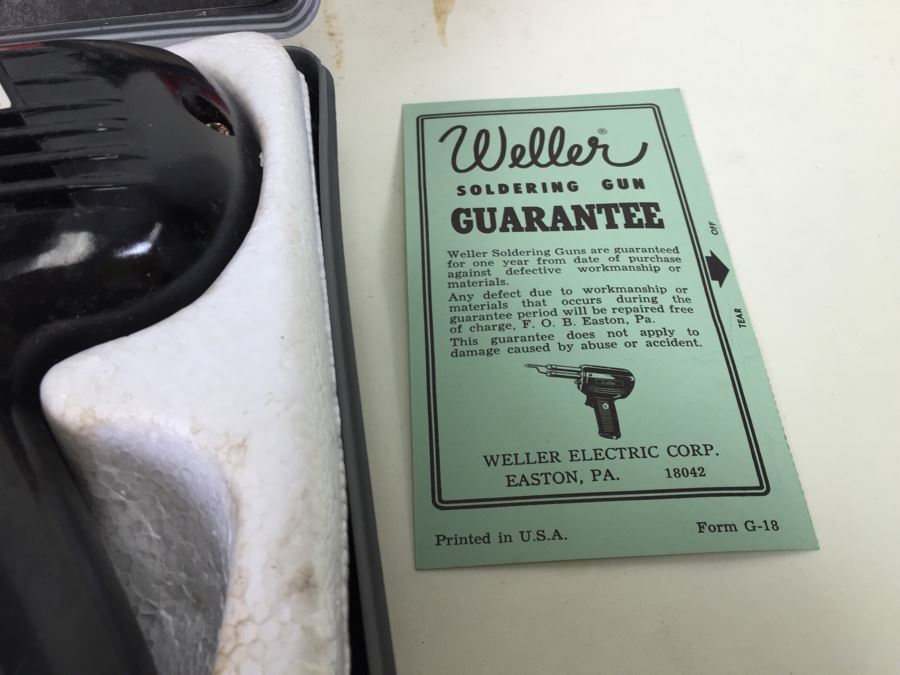 Weller®
SOLDERING GUN
GUARANTEE
Weller Soldering Guns are guaranteed
for one year from date of purchase
against defective workmanship or
materials.
Any defect due to workmanship or
materials that occurs during the
guarantee period will be repaired free
of charge, F. O. B. Easton, Pa.
This guarantee does not apply to
damage caused by abuse or accident.
WELLER ELECTRIC CORP.
EASTON, PA. 18042
Printed in U.S.A. Form G-18
TEAR OFF